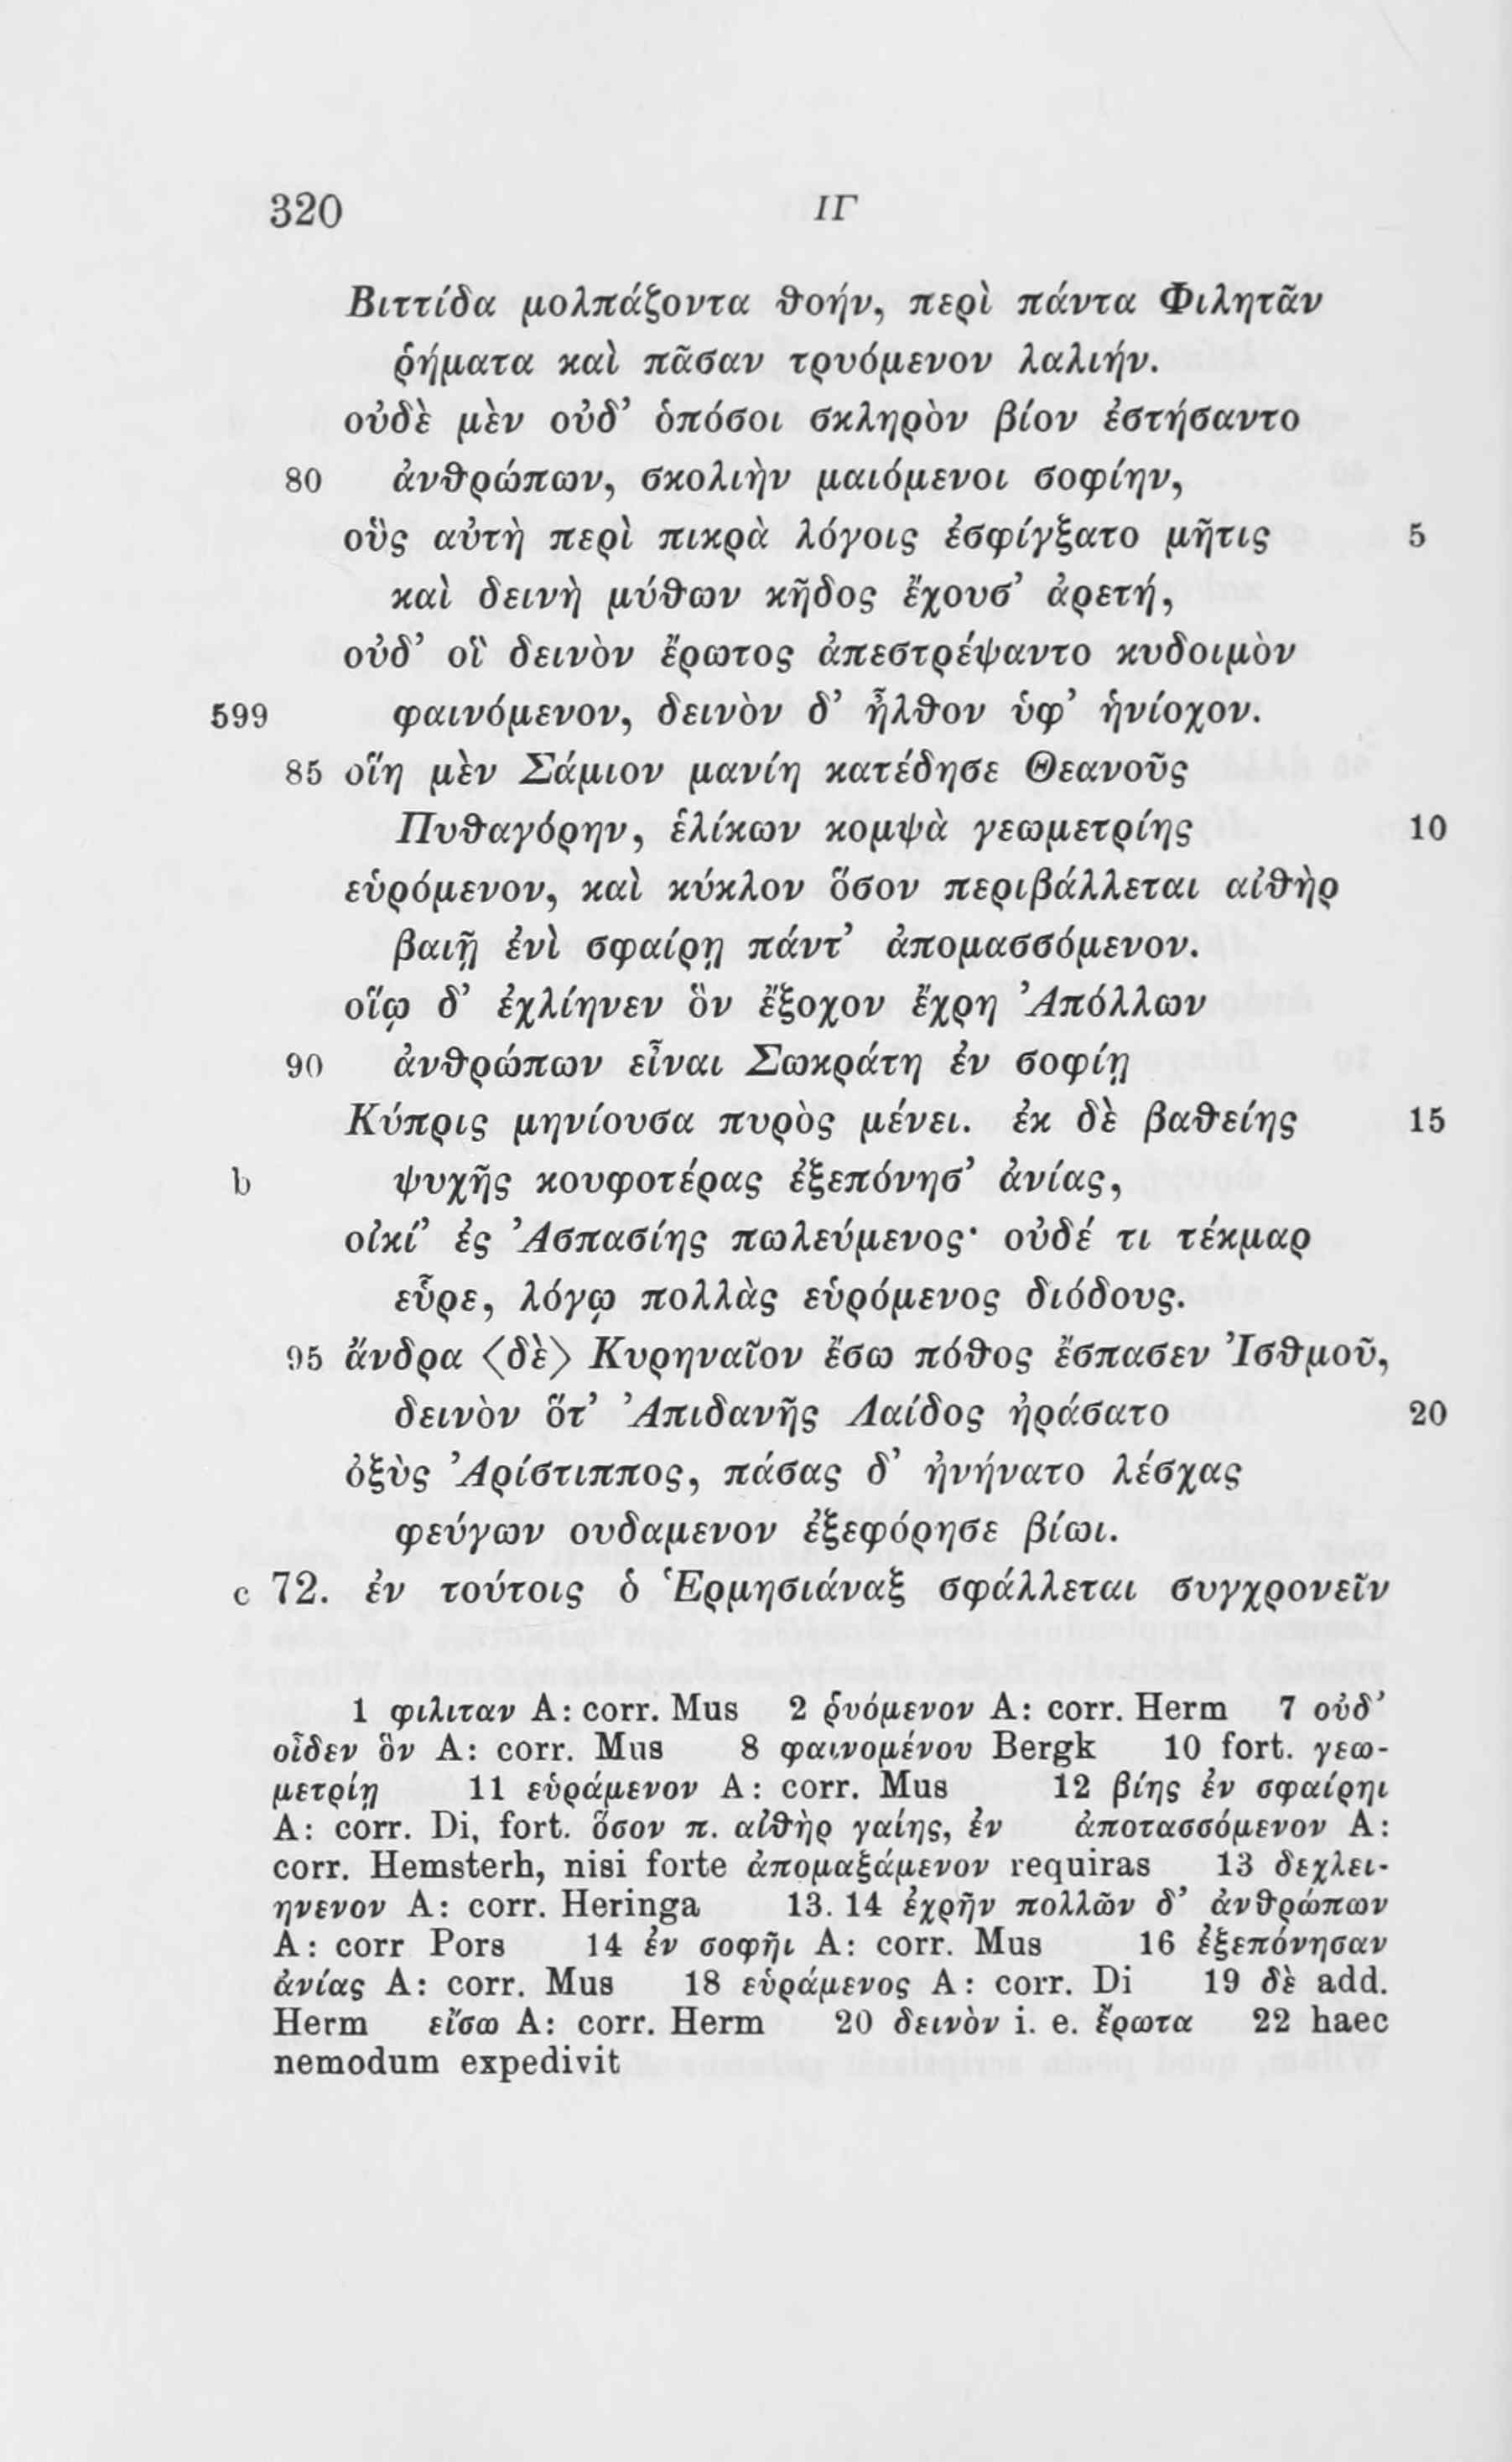 320 ΙΓ
Βιττίδα μολπάζοντα θοήν, περὶ πάντα Φιλητᾶν
ῥήματα καὶ πᾶσαν τρυόμενον λαλιήν.
οὐδὲ μὲν οὐδ’ ὁπόσοι σκληρὸν βίον ἐστήσαντο
80 ἀνθρώπων, σκολιὴν μαιόμενοι σοφίην,
οὓς αὐτὴ περὶ πικρὰ λόγοις ἐσφίγξατο μῆτις 5
καὶ δεινὴ μύθων κῆδος ἔχουσ’ ἀρετή,
οὐδ’ οἳ δεινὸν ἔρωτος ἀπεστρέψαντο κυδοιμὸν
599 φαινόμενον, δεινὸν δ’ ἦλθον ὑφ’ ἡνίοχον.
85 οἵη μὲν Σάμιον μανίη κατέδησε Θεανοῦς
Πυθαγόρην, ἑλίκων κομψὰ γεωμετρίης 10
εὑρόμενον, καὶ κύκλον ὅσον περιβάλλεται αἰθὴρ
βαιῇ ἐνὶ σφαίρῃ πάντ’ ἀπομασσόμενον.
οἵῳ δ’ ἐχλίηνεν ὃν ἔξοχον ἔχρη Ἀπόλλων
90 ἀνθρώπων εἶναι Σωκράτη ἐν σοφίῃ
Κύπρις μηνίουσα πυρὸς μένει. ἐκ δὲ βαθείης 15
b ψυχῆς κουφοτέρας ἐξεπόνησ’ ἀνίας,
οἰκί’ ἐς Ἀσπασίης πωλεύμενος· οὐδέ τι τέκμαρ
εὗρε, λόγῳ πολλὰς εὑρόμενος διόδους.
95 ἄνδρα ⟨δὲ⟩ Κυρηναῖον ἔσω πόθος ἔσπασεν Ἰσθμοῦ,
δεινὸν ὅτ’ Ἀπιδανῆς Λαίδος ἠράσατο 20
ὀξὺς Ἀρίστιππος, πάσας δ’ ἠνήνατο λέσχας
φεύγων ουδαμενον ἐξεφόρησε βίωι.
c 72. ἐν τούτοις ὁ Ἑρμησιάναξ σφάλλεται συγχρονεῖν
1 φιλιταν A: corr. Mus 2 ῥυόμενον A: corr. Herm 7 οὐδ’
οἶδεν ὃν A: corr. Mus 8 φαινομένου Bergk 10 fort. γεω-
μετρίῃ 11 εὑράμενον A: corr. Mus 12 βίης ἐν σφαίρηι
A: corr. Di, fort. ὅσον π. αἰθὴρ γαίης, ἐν ἀποτασσόμενον A:
corr. Hemsterh, nisi forte ἀπομαξάμενον requiras 13 δεχλει-
ηνενον A: corr. Heringa 13. 14 ἐχρῆν πολλῶν δ’ ἀνθρώπων
A: corr Pors 14 ἐν σοφῆι A: corr. Mus 16 ἐξεπόνησαν
ἀνίας A: corr. Mus 18 εὑράμενος A: corr. Di 19 δὲ add.
Herm εἴσω A: corr. Herm 20 δεινὸν i. e. ἔρωτα 22 haec
nemodum expedivit